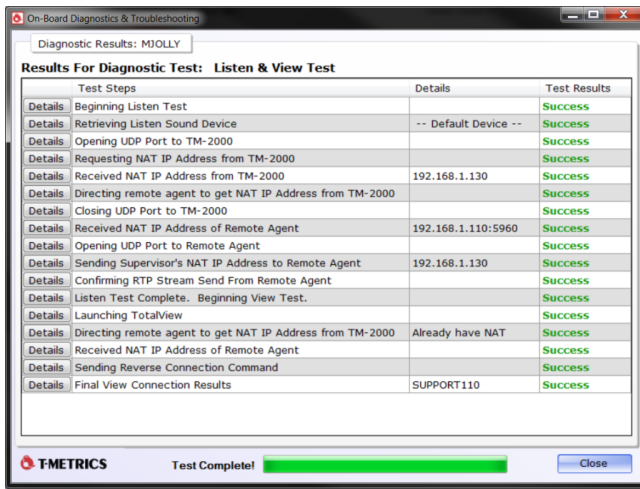 On-Board Diagnostics & Troubleshooting
Diagnostic Results: MJOLLY
Results For Diagnostic Test: Listen & View Test
Test Steps Details Test Results
Details Beginning Listen Test Success
Details Retrieving Listen Sound Device -- Default Device -- Success
Details Opening UDP Port to TM-2000 Success
Details Requesting NAT IP Address from TM-2000 Success
Details Received NAT IP Address from TM-2000 192.168.1.130 Success
Details Directing remote agent to get NAT IP Address from TM-2000 Success
Details Closing UDP Port to TM-2000 Success
Details Received NAT IP Address of Remote Agent 192.168.1.110:5960 Success
Details Opening UDP Port to Remote Agent Success
Details Sending Supervisor's NAT IP Address to Remote Agent 192.168.1.130 Success
Details Confirming RTP Stream Send From Remote Agent Success
Details Listen Test Complete. Beginning View Test. Success
Details Launching TotalView Success
Details Directing remote agent to get NAT IP Address from TM-2000 Already have NAT Success
Details Received NAT IP Address of Remote Agent Success
Details Sending Reverse Connection Command Success
Details Final View Connection Results SUPPORT110 Success
T-METRICS Test Complete! Close